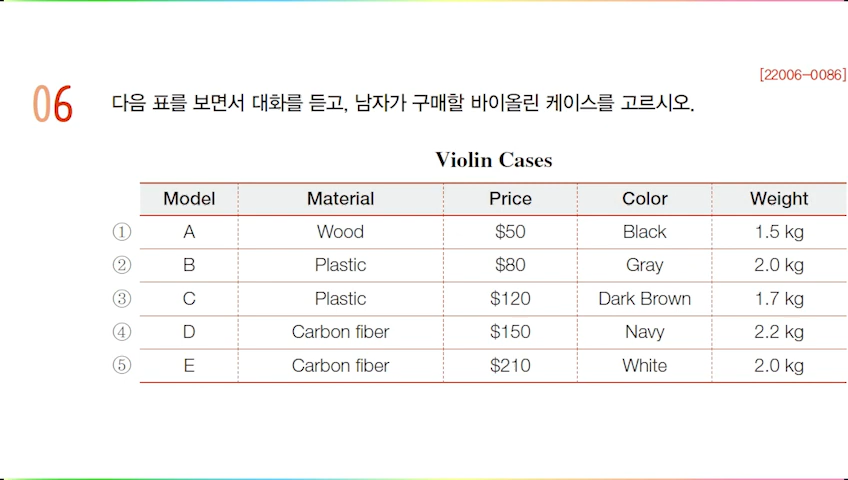 [22006-0086]
06 다음 표를 보면서 대화를 듣고, 남자가 구매할 바이올린 케이스를 고르시오.
Violin Cases
Model Material Price Color Weight
① A Wood $50 Black 1.5 kg
② B Plastic $80 Gray 2.0 kg
③ C Plastic $120 Dark Brown 1.7 kg
④ D Carbon fiber $150 Navy 2.2 kg
⑤ E Carbon fiber $210 White 2.0 kg